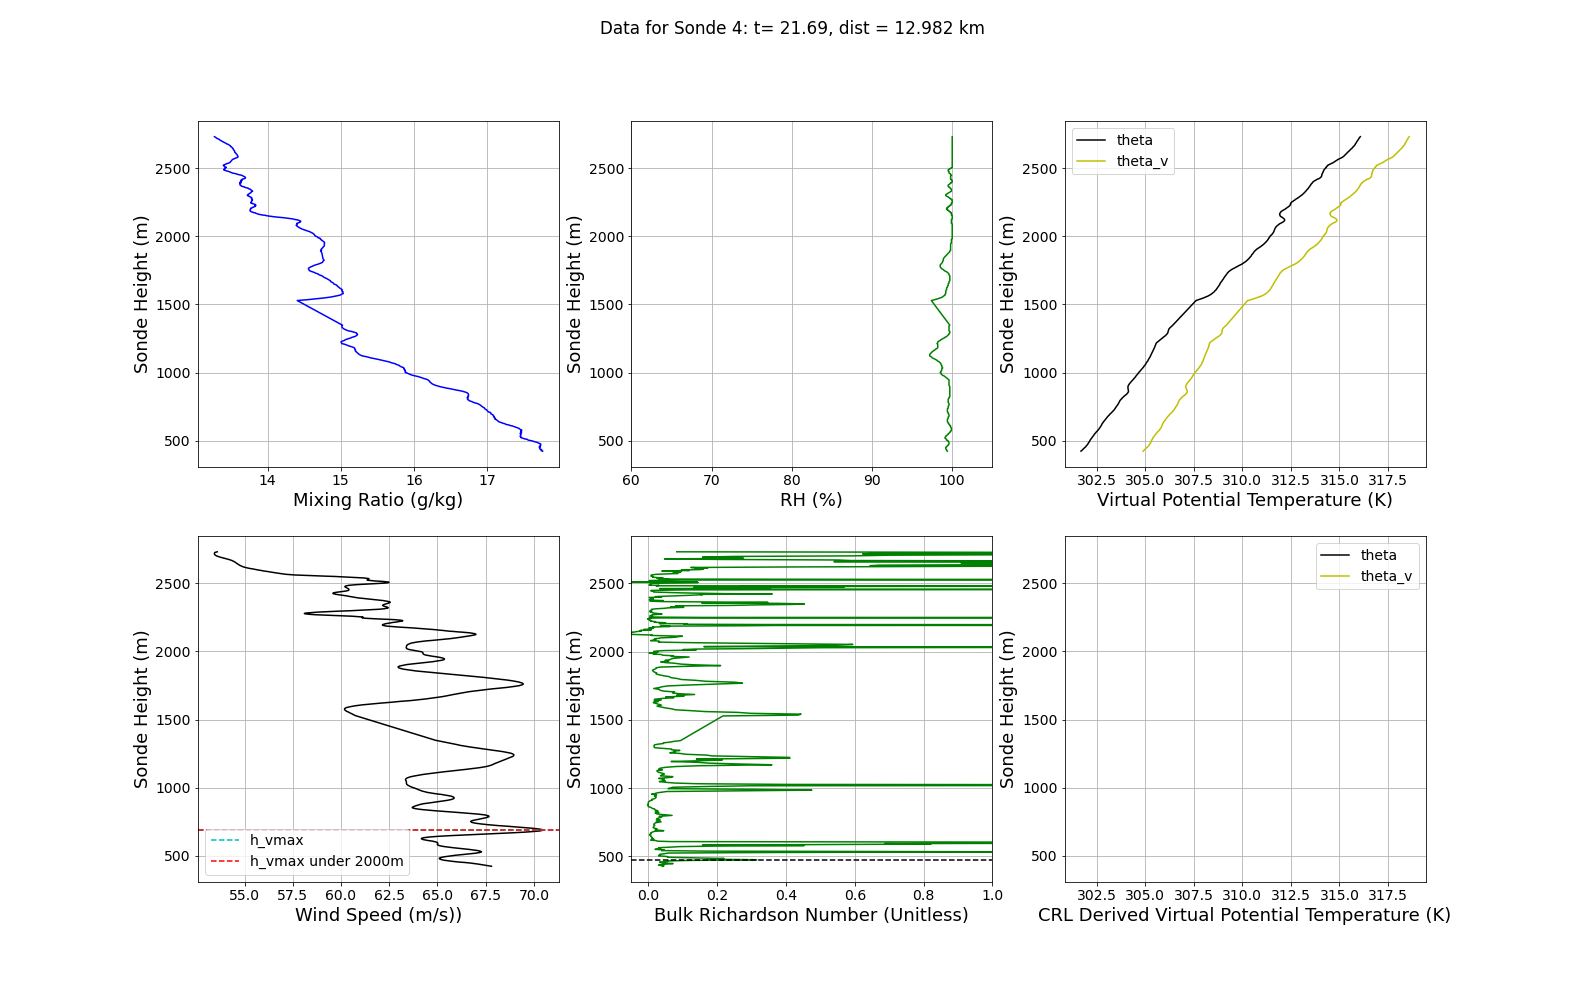 Data for Sonde 4: t= 21.69, dist = 12.982 km
Sonde Height (m)
2500
2000
1500
1000
500
14 15 16 17
Mixing Ratio (g/kg)
Sonde Height (m)
2500
2000
1500
1000
500
60 70 80 90 100
RH (%)
Sonde Height (m)
2500
2000
1500
1000
500
theta
theta_v
302.5 305.0 307.5 310.0 312.5 315.0 317.5
Virtual Potential Temperature (K)
Sonde Height (m)
2500
2000
1500
1000
500
h_vmax
h_vmax under 2000m
55.0 57.5 60.0 62.5 65.0 67.5 70.0
Wind Speed (m/s))
Sonde Height (m)
2500
2000
1500
1000
500
0.0 0.2 0.4 0.6 0.8 1.0
Bulk Richardson Number (Unitless)
Sonde Height (m)
2500
2000
1500
1000
500
theta
theta_v
302.5 305.0 307.5 310.0 312.5 315.0 317.5
CRL Derived Virtual Potential Temperature (K)